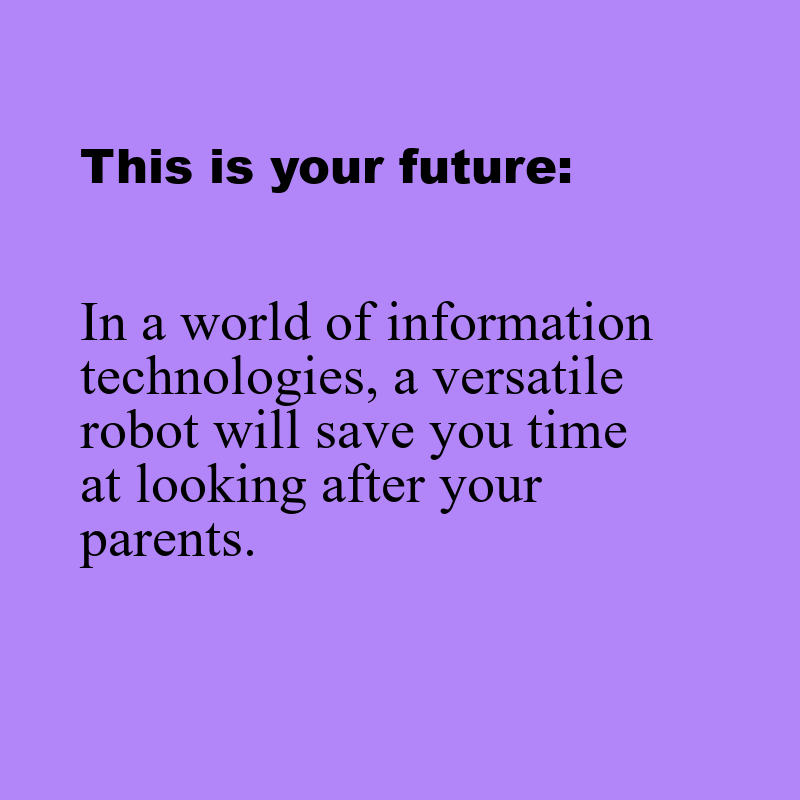 This is your future:
In a world of information
technologies, a versatile
robot will save you time
at looking after your
parents.